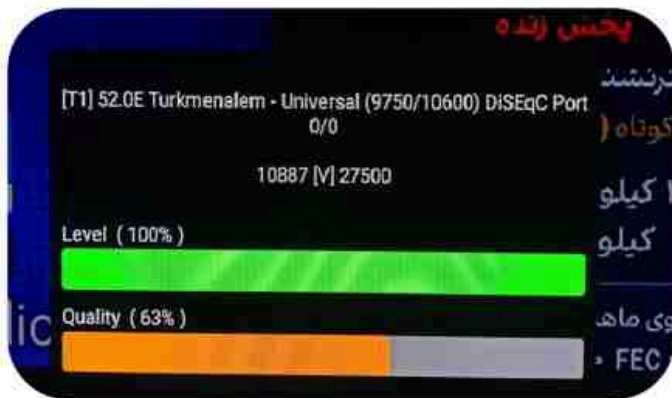 پخش زنده
[T1] 52.0E Turkmenalem - Universal (9750/10600) DiSEqC Port
0/0
10887 [V] 27500
کوتاه (
کیلو
Level ( 100% )
کیلو
Quality ( 63% )
FEC